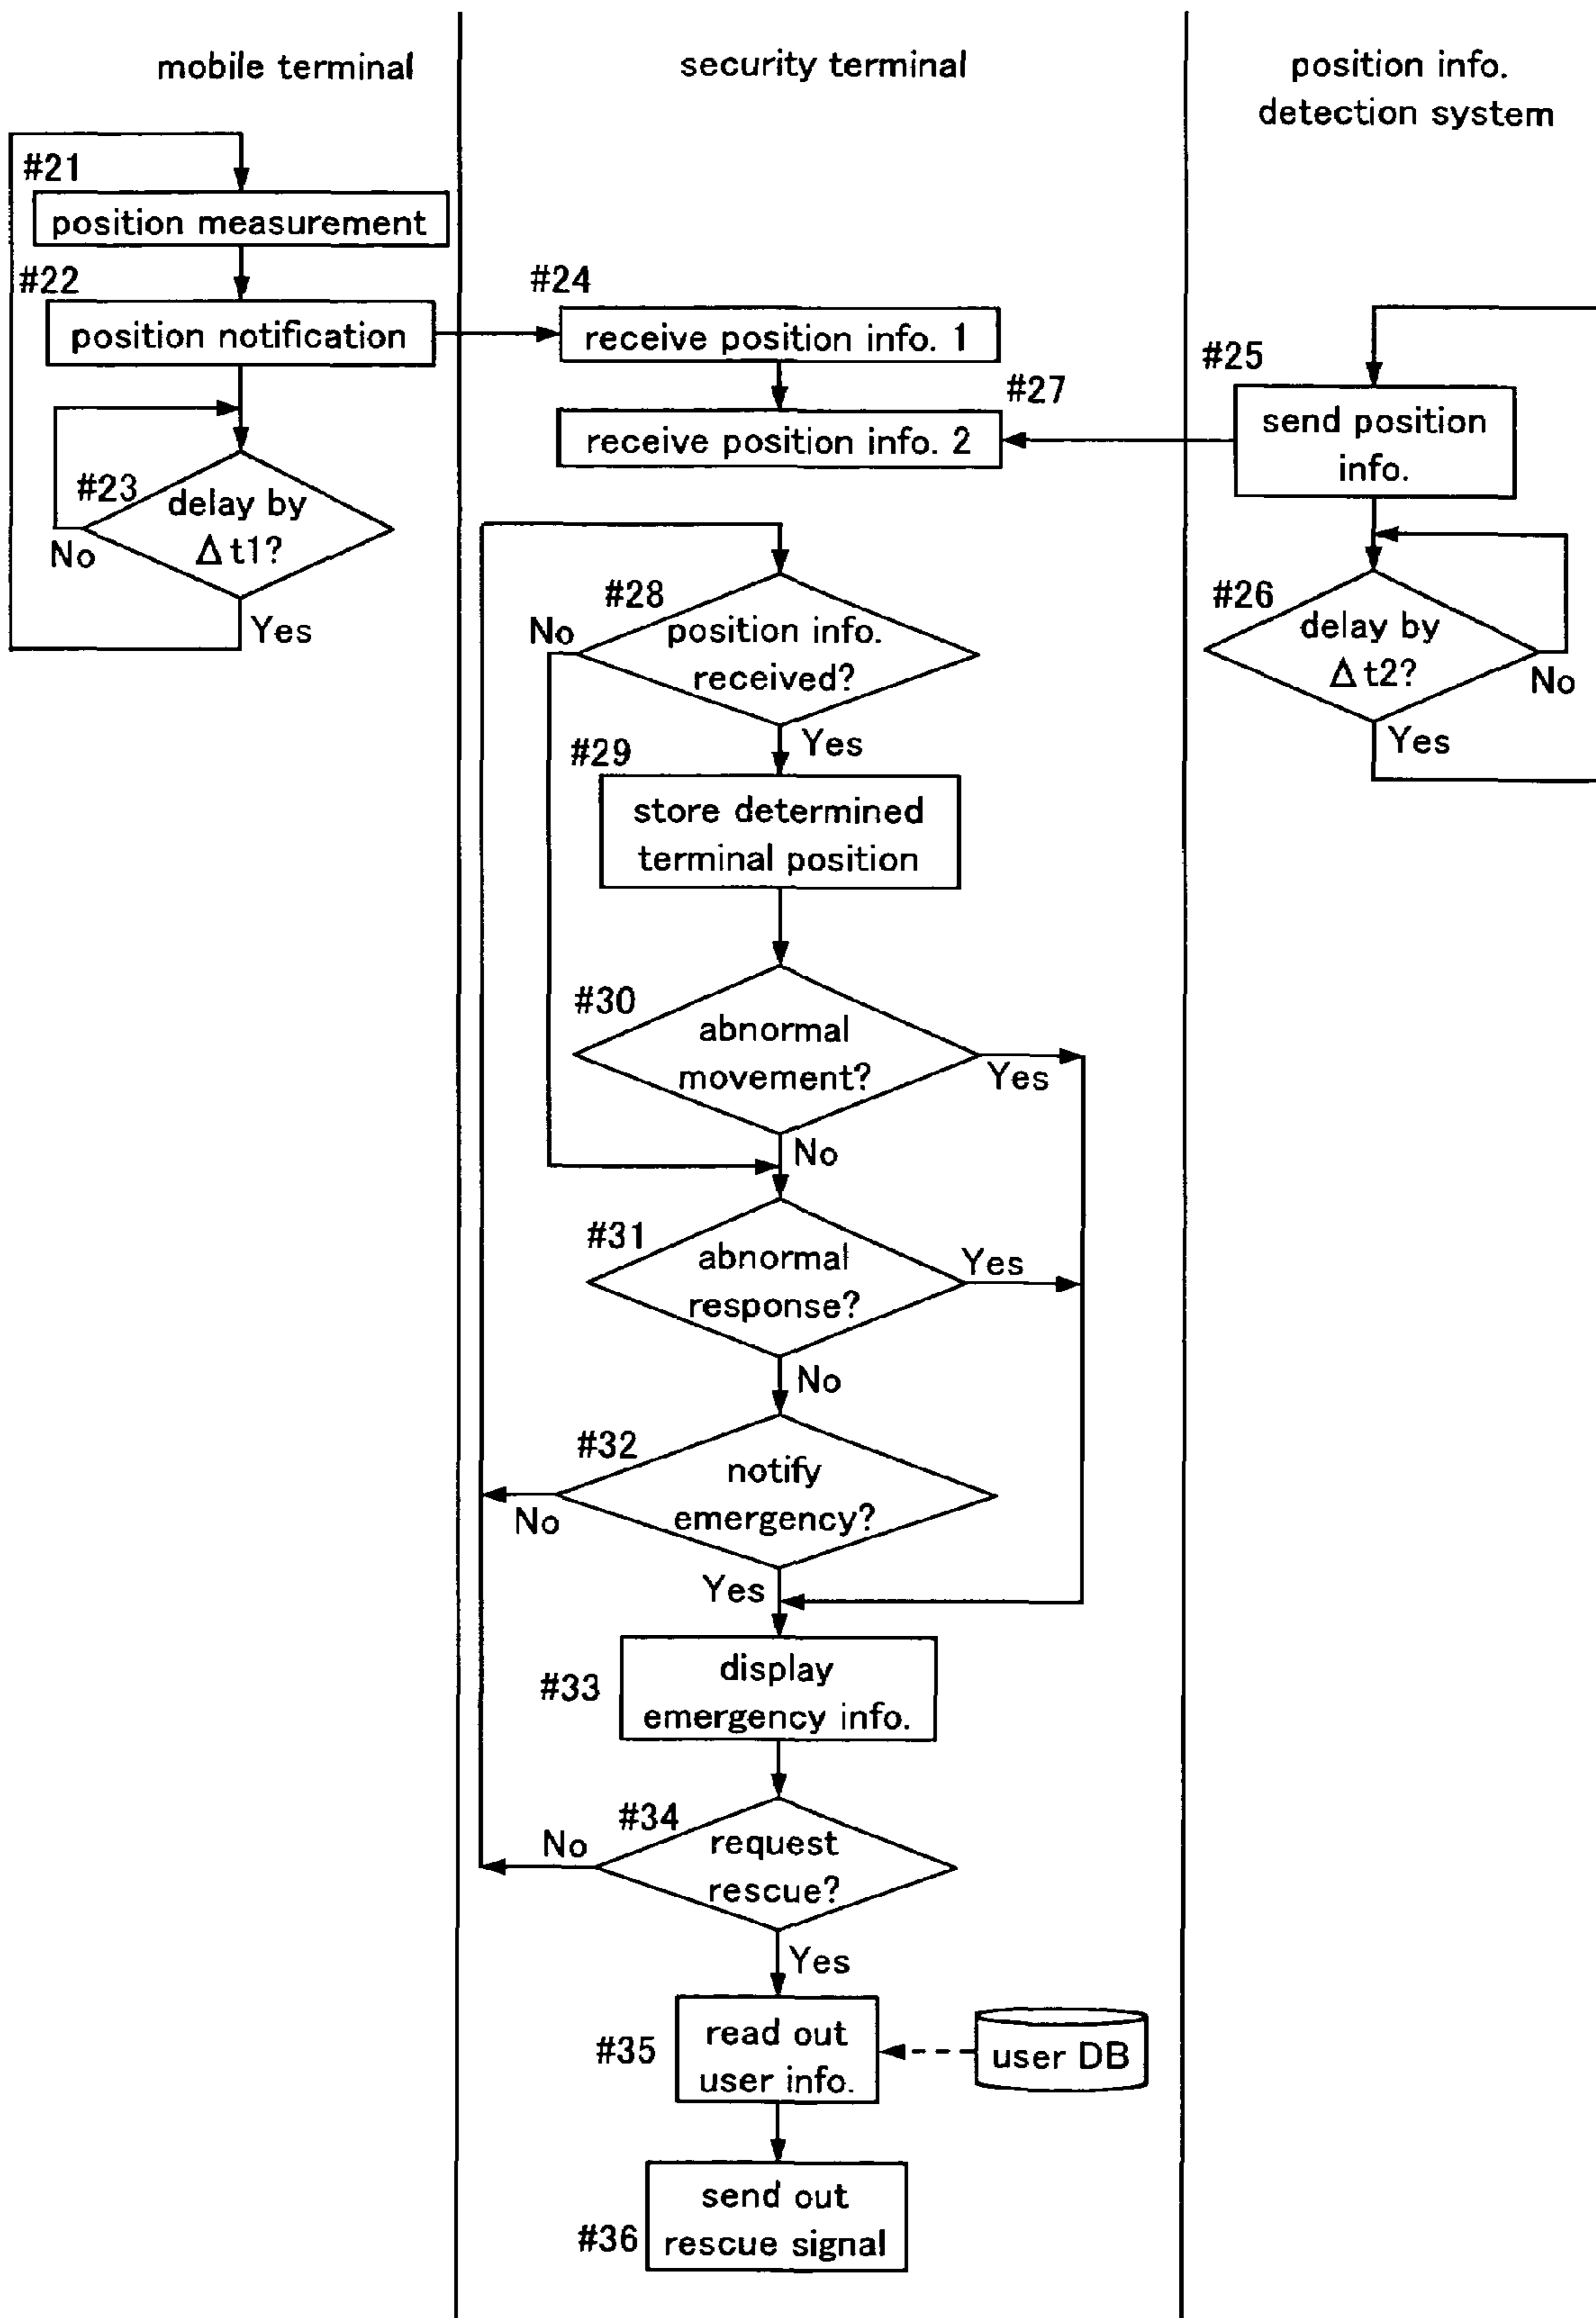 mobile terminal
security terminal
position info.
detection system
#21
position measurement
#22
position notification
#23
delay by
Δt1?
No
Yes
#24
receive position info. 1
#27
receive position info. 2
#25
send position
info.
#26
delay by
Δt2?
No
Yes
#28
position info.
received?
No
Yes
#29
store determined
terminal position
#30
abnormal
movement?
Yes
No
#31
abnormal
response?
Yes
No
#32
notify
emergency?
No
Yes
#33
display
emergency info.
#34
request
rescue?
No
Yes
#35
read out
user info.
user DB
#36
send out
rescue signal